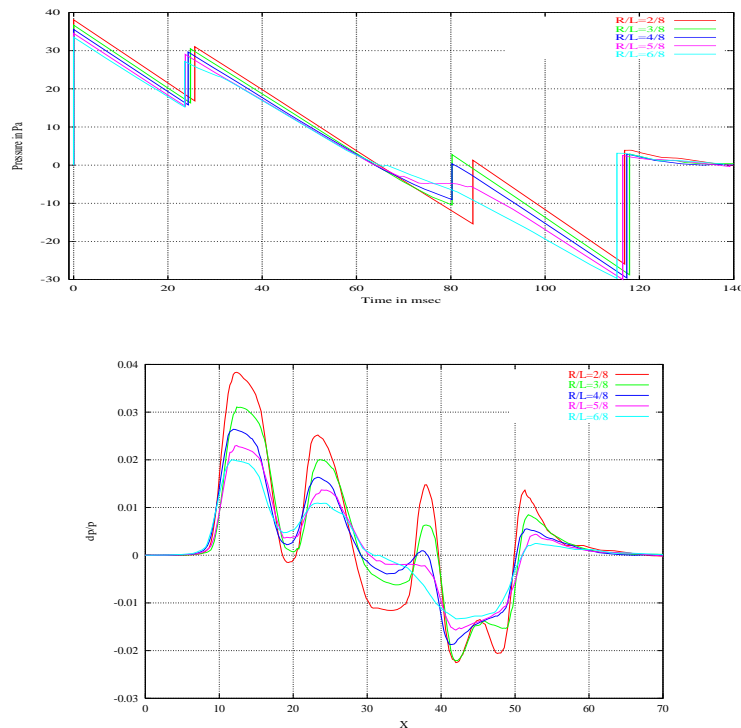 40
30
20
10
0
-10
-20
-30
Pressure in Pa
R/L=2/8
R/L=3/8
R/L=4/8
R/L=5/8
R/L=6/8
0 20 40 60 80 100 120 140
Time in msec
0.04
0.03
0.02
0.01
0
-0.01
-0.02
-0.03
dp/p
R/L=2/8
R/L=3/8
R/L=4/8
R/L=5/8
R/L=6/8
0 10 20 30 40 50 60 70
X